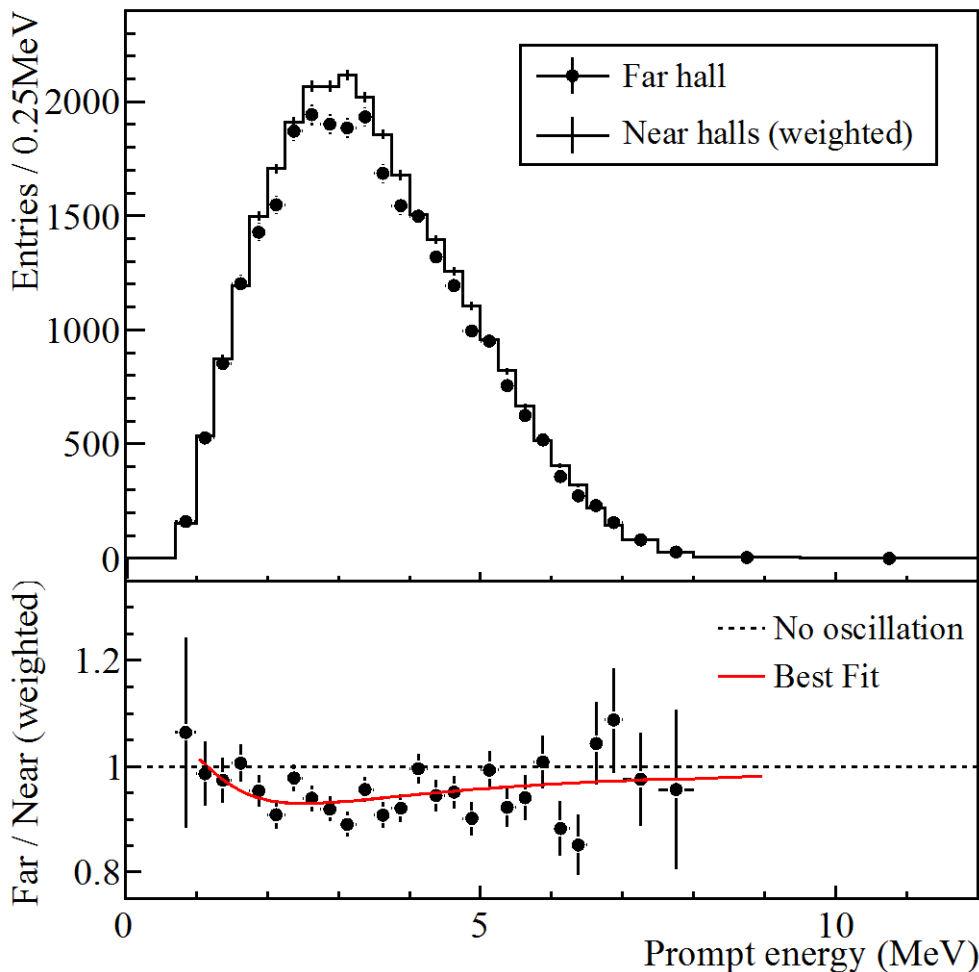 Entries / 0.25MeV
2000
1500
1000
500
0
Far hall
Near halls (weighted)
Far / Near (weighted)
1.2
1
0.8
No oscillation
Best Fit
0
5
10
Prompt energy (MeV)